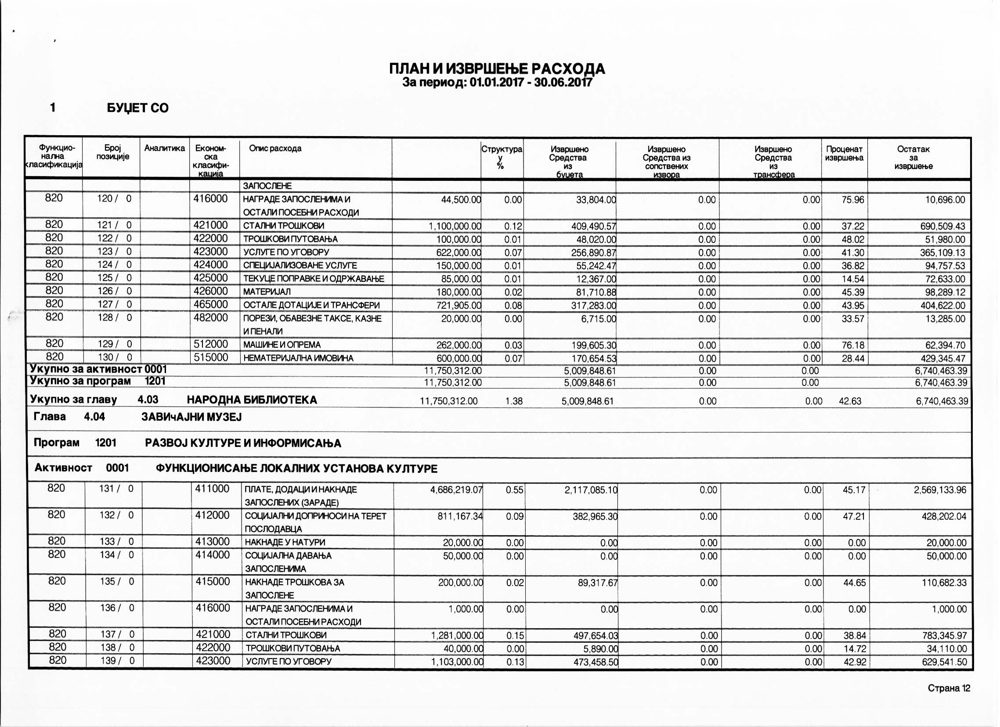 ПЛАН И ИЗВРШЕЊЕ РАСХОДА
За период: 01.01.2017 - 30.06.2017
1 БУЏЕТ СО
Функцио- Број Аналитика Економ- Опис расхода Структура Извршено Извршено Извршено Проценат Остатак
нална позиције ска у Средства Средства из Средства извршења за
класификација класифи- % из сопствених из извршење
кација буџета извора трансфера
ЗАПОСЛЕНЕ
820 120 / 0 416000 НАГРАДЕ ЗАПОСЛЕНИМА И 44,500.00 0.00 33,804.00 0.00 0.00 75.96 10,696.00
ОСТАЛИ ПОСЕБНИ РАСХОДИ
820 121 / 0 421000 СТАЛНИ ТРОШКОВИ 1,100,000.00 0.12 409,490.57 0.00 0.00 37.22 690,509.43
820 122 / 0 422000 ТРОШКОВИ ПУТОВАЊА 100,000.00 0.01 48,020.00 0.00 0.00 48.02 51,980.00
820 123 / 0 423000 УСЛУГЕ ПО УГОВОРУ 622,000.00 0.07 256,890.87 0.00 0.00 41.30 365,109.13
820 124 / 0 424000 СПЕЦИЈАЛИЗОВАНЕ УСЛУГЕ 150,000.00 0.01 55,242.47 0.00 0.00 36.82 94,757.53
820 125 / 0 425000 ТЕКУЦЕ ПОПРАВКЕ И ОДРЖАВАЊЕ 85,000.00 0.01 12,367.00 0.00 0.00 14.54 72,633.00
820 126 / 0 426000 МАТЕРИЈАЛ 180,000.00 0.02 81,710.88 0.00 0.00 45.39 98,289.12
820 127 / 0 465000 ОСТАЛЕ ДОТАЦИЈЕ И ТРАНСФЕРИ 721,905.00 0.08 317,283.00 0.00 0.00 43.95 404,622.00
820 128 / 0 482000 ПОРЕЗИ, ОБАВЕЗНЕ ТАКСЕ, КАЗНЕ 20,000.00 0.00 6,715.00 0.00 0.00 33.57 13,285.00
И ПЕНАЛИ
820 129 / 0 512000 МАШИНЕ И ОПРЕМА 262,000.00 0.03 199,605.30 0.00 0.00 76.18 62,394.70
820 130 / 0 515000 НЕМАТЕРИЈАЛНА ИМОВИНА 600,000.00 0.07 170,654.53 0.00 0.00 28.44 429,345.47
Укупно за активност 0001 11,750,312.00 5,009,848.61 0.00 0.00 6,740,463.39
Укупно за програм 1201 11,750,312.00 5,009,848.61 0.00 0.00 6,740,463.39
Укупно за главу 4.03 НАРОДНА БИБЛИОТЕКА 11,750,312.00 1.38 5,009,848.61 0.00 0.00 42.63 6,740,463.39
Глава 4.04 ЗАВИчАЈНИ МУЗЕЈ
Програм 1201 РАЗВОЈ КУЛТУРЕ И ИНФОРМИСАЊА
Активност 0001 ФУНКЦИОНИСАЊЕ ЛОКАЛНИХ УСТАНОВА КУЛТУРЕ
820 131 / 0 411000 ПЛАТЕ, ДОДАЦИ И НАКНАДЕ 4,686,219.07 0.55 2,117,085.10 0.00 0.00 45.17 2,569,133.96
ЗАПОСЛЕНИХ (ЗАРАДЕ)
820 132 / 0 412000 СОЦИЈАЛНИ ДОПРИНОСИ НА ТЕРЕТ 811,167.34 0.09 382,965.30 0.00 0.00 47.21 428,202.04
ПОСЛОДАВЦА
820 133 / 0 413000 НАКНАДЕ У НАТУРИ 20,000.00 0.00 0.00 0.00 0.00 0.00 20,000.00
820 134 / 0 414000 СОЦИЈАЛНА ДАВАЊА 50,000.00 0.00 0.00 0.00 0.00 0.00 50,000.00
ЗАПОСЛЕНИМА
820 135 / 0 415000 НАКНАДЕ ТРОШКОВА ЗА 200,000.00 0.02 89,317.67 0.00 0.00 44.65 110,682.33
ЗАПОСЛЕНЕ
820 136 / 0 416000 НАГРАДЕ ЗАПОСЛЕНИМА И 1,000.00 0.00 0.00 0.00 0.00 0.00 1,000.00
ОСТАЛИ ПОСЕБНИ РАСХОДИ
820 137 / 0 421000 СТАЛНИ ТРОШКОВИ 1,281,000.00 0.15 497,654.03 0.00 0.00 38.84 783,345.97
820 138 / 0 422000 ТРОШКОВИ ПУТОВАЊА 40,000.00 0.00 5,890.00 0.00 0.00 14.72 34,110.00
820 139 / 0 423000 УСЛУГЕ ПО УГОВОРУ 1,103,000.00 0.13 473,458.50 0.00 0.00 42.92 629,541.50
Страна 12